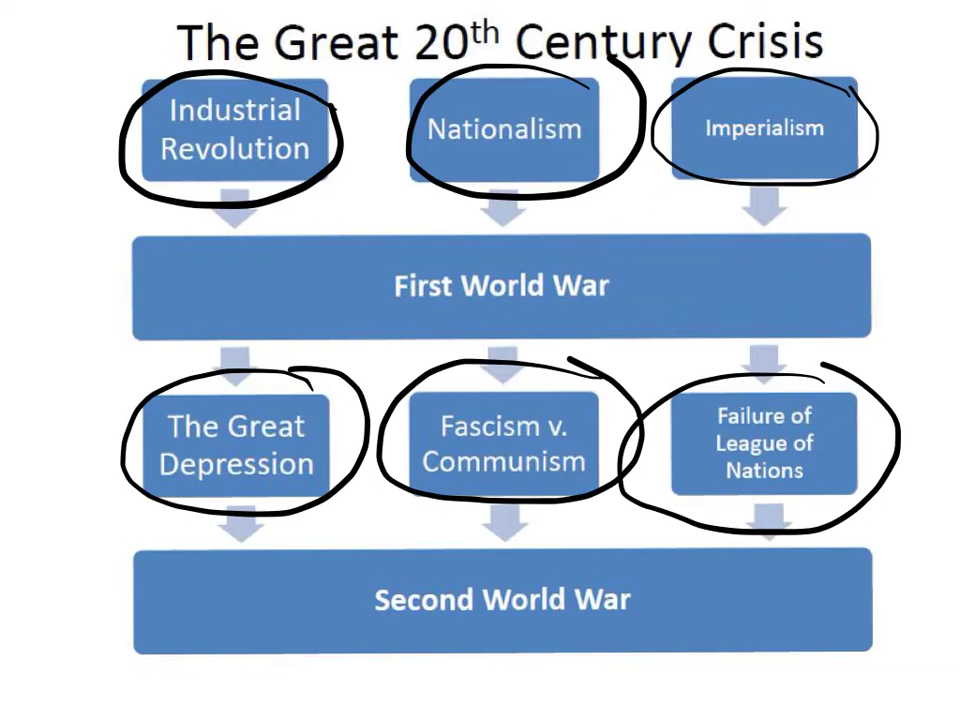 The Great 20th Century Crisis
Industrial
Revolution
Nationalism
Imperialism
First World War
The Great
Depression
Fascism v.
Communism
Failure of
League of
Nations
Second World War